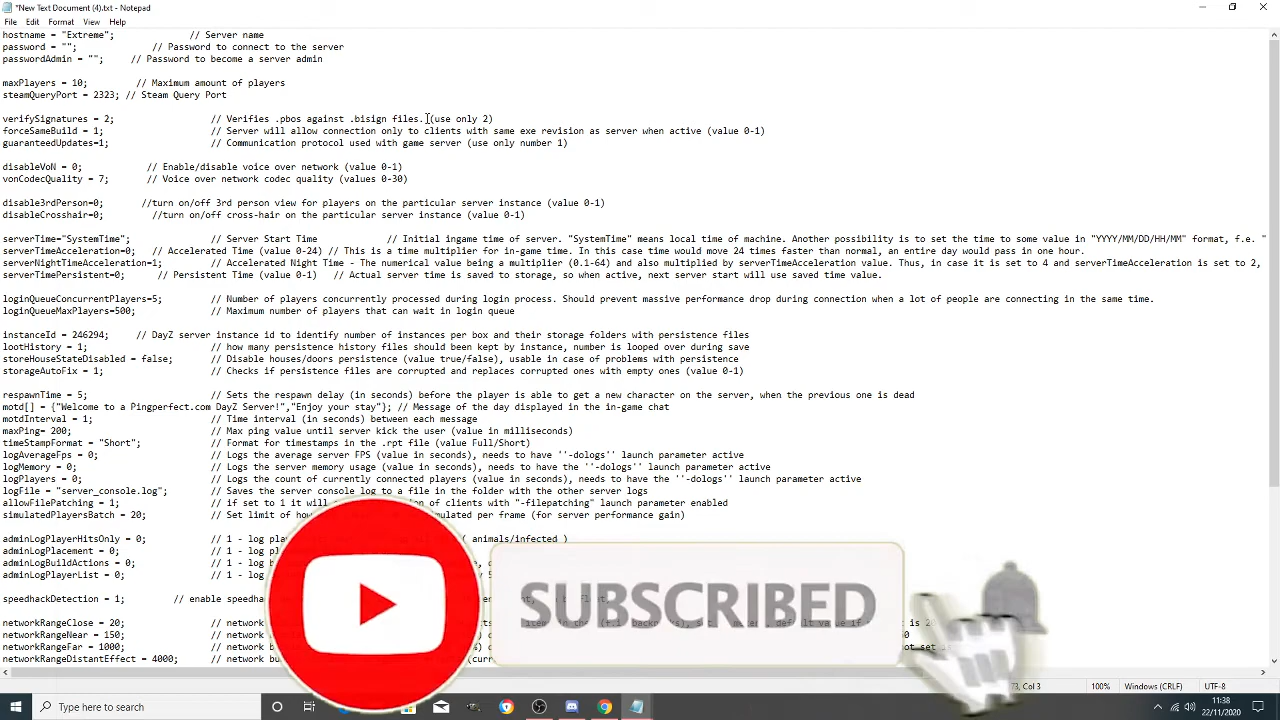 *New Text Document (4).txt - Notepad
File Edit Format View Help
hostname = "Extreme"; // Server name
password = ""; // Password to connect to the server
passwordAdmin = ""; // Password to become a server admin
maxPlayers = 10; // Maximum amount of players
steamQueryPort = 2323; // Steam Query Port
verifySignatures = 2; // Verifies .pbos against .bisign files. (use only 2)
forceSameBuild = 1; // Server will allow connection only to clients with same exe revision as server when active (value 0-1)
guaranteedUpdates=1; // Communication protocol used with game server (use only number 1)
disableVoN = 0; // Enable/disable voice over network (value 0-1)
vonCodecQuality = 7; // Voice over network codec quality (values 0-30)
disable3rdPerson=0; //turn on/off 3rd person view for players on the particular server instance (value 0-1)
disableCrosshair=0; //turn on/off cross-hair on the particular server instance (value 0-1)
serverTime="SystemTime"; // Server Start Time // Initial ingame time of server. "SystemTime" means local time of machine. Another possibility is to set the time to some value in "YYYY/MM/DD/HH/MM" format, f.e. "
serverTimeAcceleration=0; // Accelerated Time (value 0-24) // This is a time multiplier for in-game time. In this case time would move 24 times faster than normal, an entire day would pass in one hour.
serverNightTimeAcceleration=1; // Accelerated Night Time - The numerical value being a multiplier (0.1-64) and also multiplied by serverTimeAcceleration value. Thus, in case it is set to 4 and serverTimeAcceleration is set to 2,
serverTimePersistent=0; // Persistent Time (value 0-1) // Actual server time is saved to storage, so when active, next server start will use saved time value.
loginQueueConcurrentPlayers=5; // Number of players concurrently processed during login process. Should prevent massive performance drop during connection when a lot of people are connecting in the same time.
loginQueueMaxPlayers=500; // Maximum number of players that can wait in login queue
instanceId = 246294; // DayZ server instance id to identify number of instances per box and their storage folders with persistence files
lootHistory = 1; // how many persistence history files should been kept by instance, number is looped over during save
storeHouseStateDisabled = false; // Disable houses/doors persistence (value true/false), usable in case of problems with persistence
storageAutoFix = 1; // Checks if persistence files are corrupted and replaces corrupted ones with empty ones (value 0-1)
respawnTime = 5; // Sets the respawn delay (in seconds) before the player is able to get a new character on the server, when the previous one is dead
motd[] = {"Welcome to a Pingperfect.com DayZ Server!","Enjoy your stay"}; // Message of the day displayed in the in-game chat
motdInterval = 1; // Time interval (in seconds) between each message
maxPing= 200; // Max ping value until server kick the user (value in milliseconds)
timeStampFormat = "Short"; // Format for timestamps in the .rpt file (value Full/Short)
logAverageFps = 0; // Logs the average server FPS (value in seconds), needs to have ''-dologs'' launch parameter active
logMemory = 0; // Logs the server memory usage (value in seconds), needs to have the ''-dologs'' launch parameter active
logPlayers = 0; // Logs the count of currently connected players (value in seconds), needs to have the ''-dologs'' launch parameter active
logFile = "server_console.log"; // Saves the server console log to a file in the folder with the other server logs
allowFilePatching = 1; // if set to 1 it will of clients with "-filepatching" launch parameter enabled
simulatedPlayersBatch = 20; // Set limit of per frame (for server performance gain)
adminLogPlayerHitsOnly = 0; // 1 - log animals/infected )
adminLogPlacement = 0; // 1 - log
adminLogBuildActions = 0; // 1 - log
adminLogPlayerList = 0; // 1 - log
speedhackDetection = 1; // enable
networkRangeClose = 20; // network
networkRangeNear = 150; // network
networkRangeFar = 1000; // network
networkRangeDistantEffect = 4000; // network
SUBSCRIBED
Col 3 100% Windows (CRLF) UTF-8
Type here to search
11:38
22/11/2020